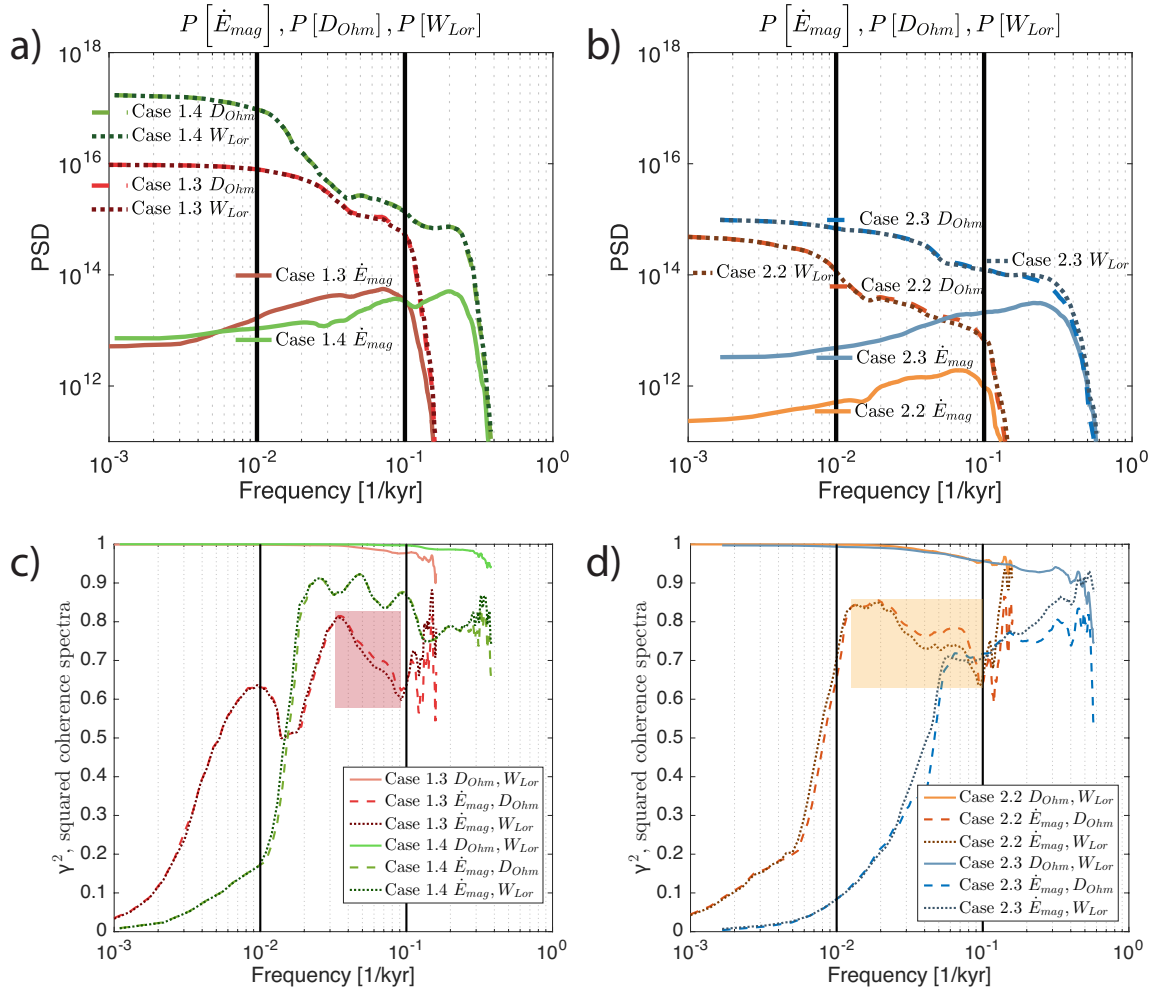 a)
P [Ė_mag], P [D_Ohm], P [W_Lor]
10^18
10^16
10^14
10^12
PSD
Case 1.4 D_Ohm
Case 1.4 W_Lor
Case 1.3 D_Ohm
Case 1.3 W_Lor
Case 1.3 Ė_mag
Case 1.4 Ė_mag
10^-3 10^-2 10^-1 10^0
Frequency [1/kyr]
b)
P [Ė_mag], P [D_Ohm], P [W_Lor]
10^18
10^16
10^14
10^12
PSD
Case 2.3 D_Ohm
Case 2.3 W_Lor
Case 2.2 W_Lor
Case 2.2 D_Ohm
Case 2.3 Ė_mag
Case 2.2 Ė_mag
10^-3 10^-2 10^-1 10^0
Frequency [1/kyr]
c)
1
0.9
0.8
0.7
0.6
0.5
0.4
0.3
0.2
0.1
0
γ², squared coherence spectra
Case 1.3 D_Ohm, W_Lor
Case 1.3 Ė_mag, D_Ohm
Case 1.3 Ė_mag, W_Lor
Case 1.4 D_Ohm, W_Lor
Case 1.4 Ė_mag, D_Ohm
Case 1.4 Ė_mag, W_Lor
10^-3 10^-2 10^-1 10^0
Frequency [1/kyr]
d)
1
0.9
0.8
0.7
0.6
0.5
0.4
0.3
0.2
0.1
0
γ², squared coherence spectra
Case 2.2 D_Ohm, W_Lor
Case 2.2 Ė_mag, D_Ohm
Case 2.2 Ė_mag, W_Lor
Case 2.3 D_Ohm, W_Lor
Case 2.3 Ė_mag, D_Ohm
Case 2.3 Ė_mag, W_Lor
10^-3 10^-2 10^-1 10^0
Frequency [1/kyr]